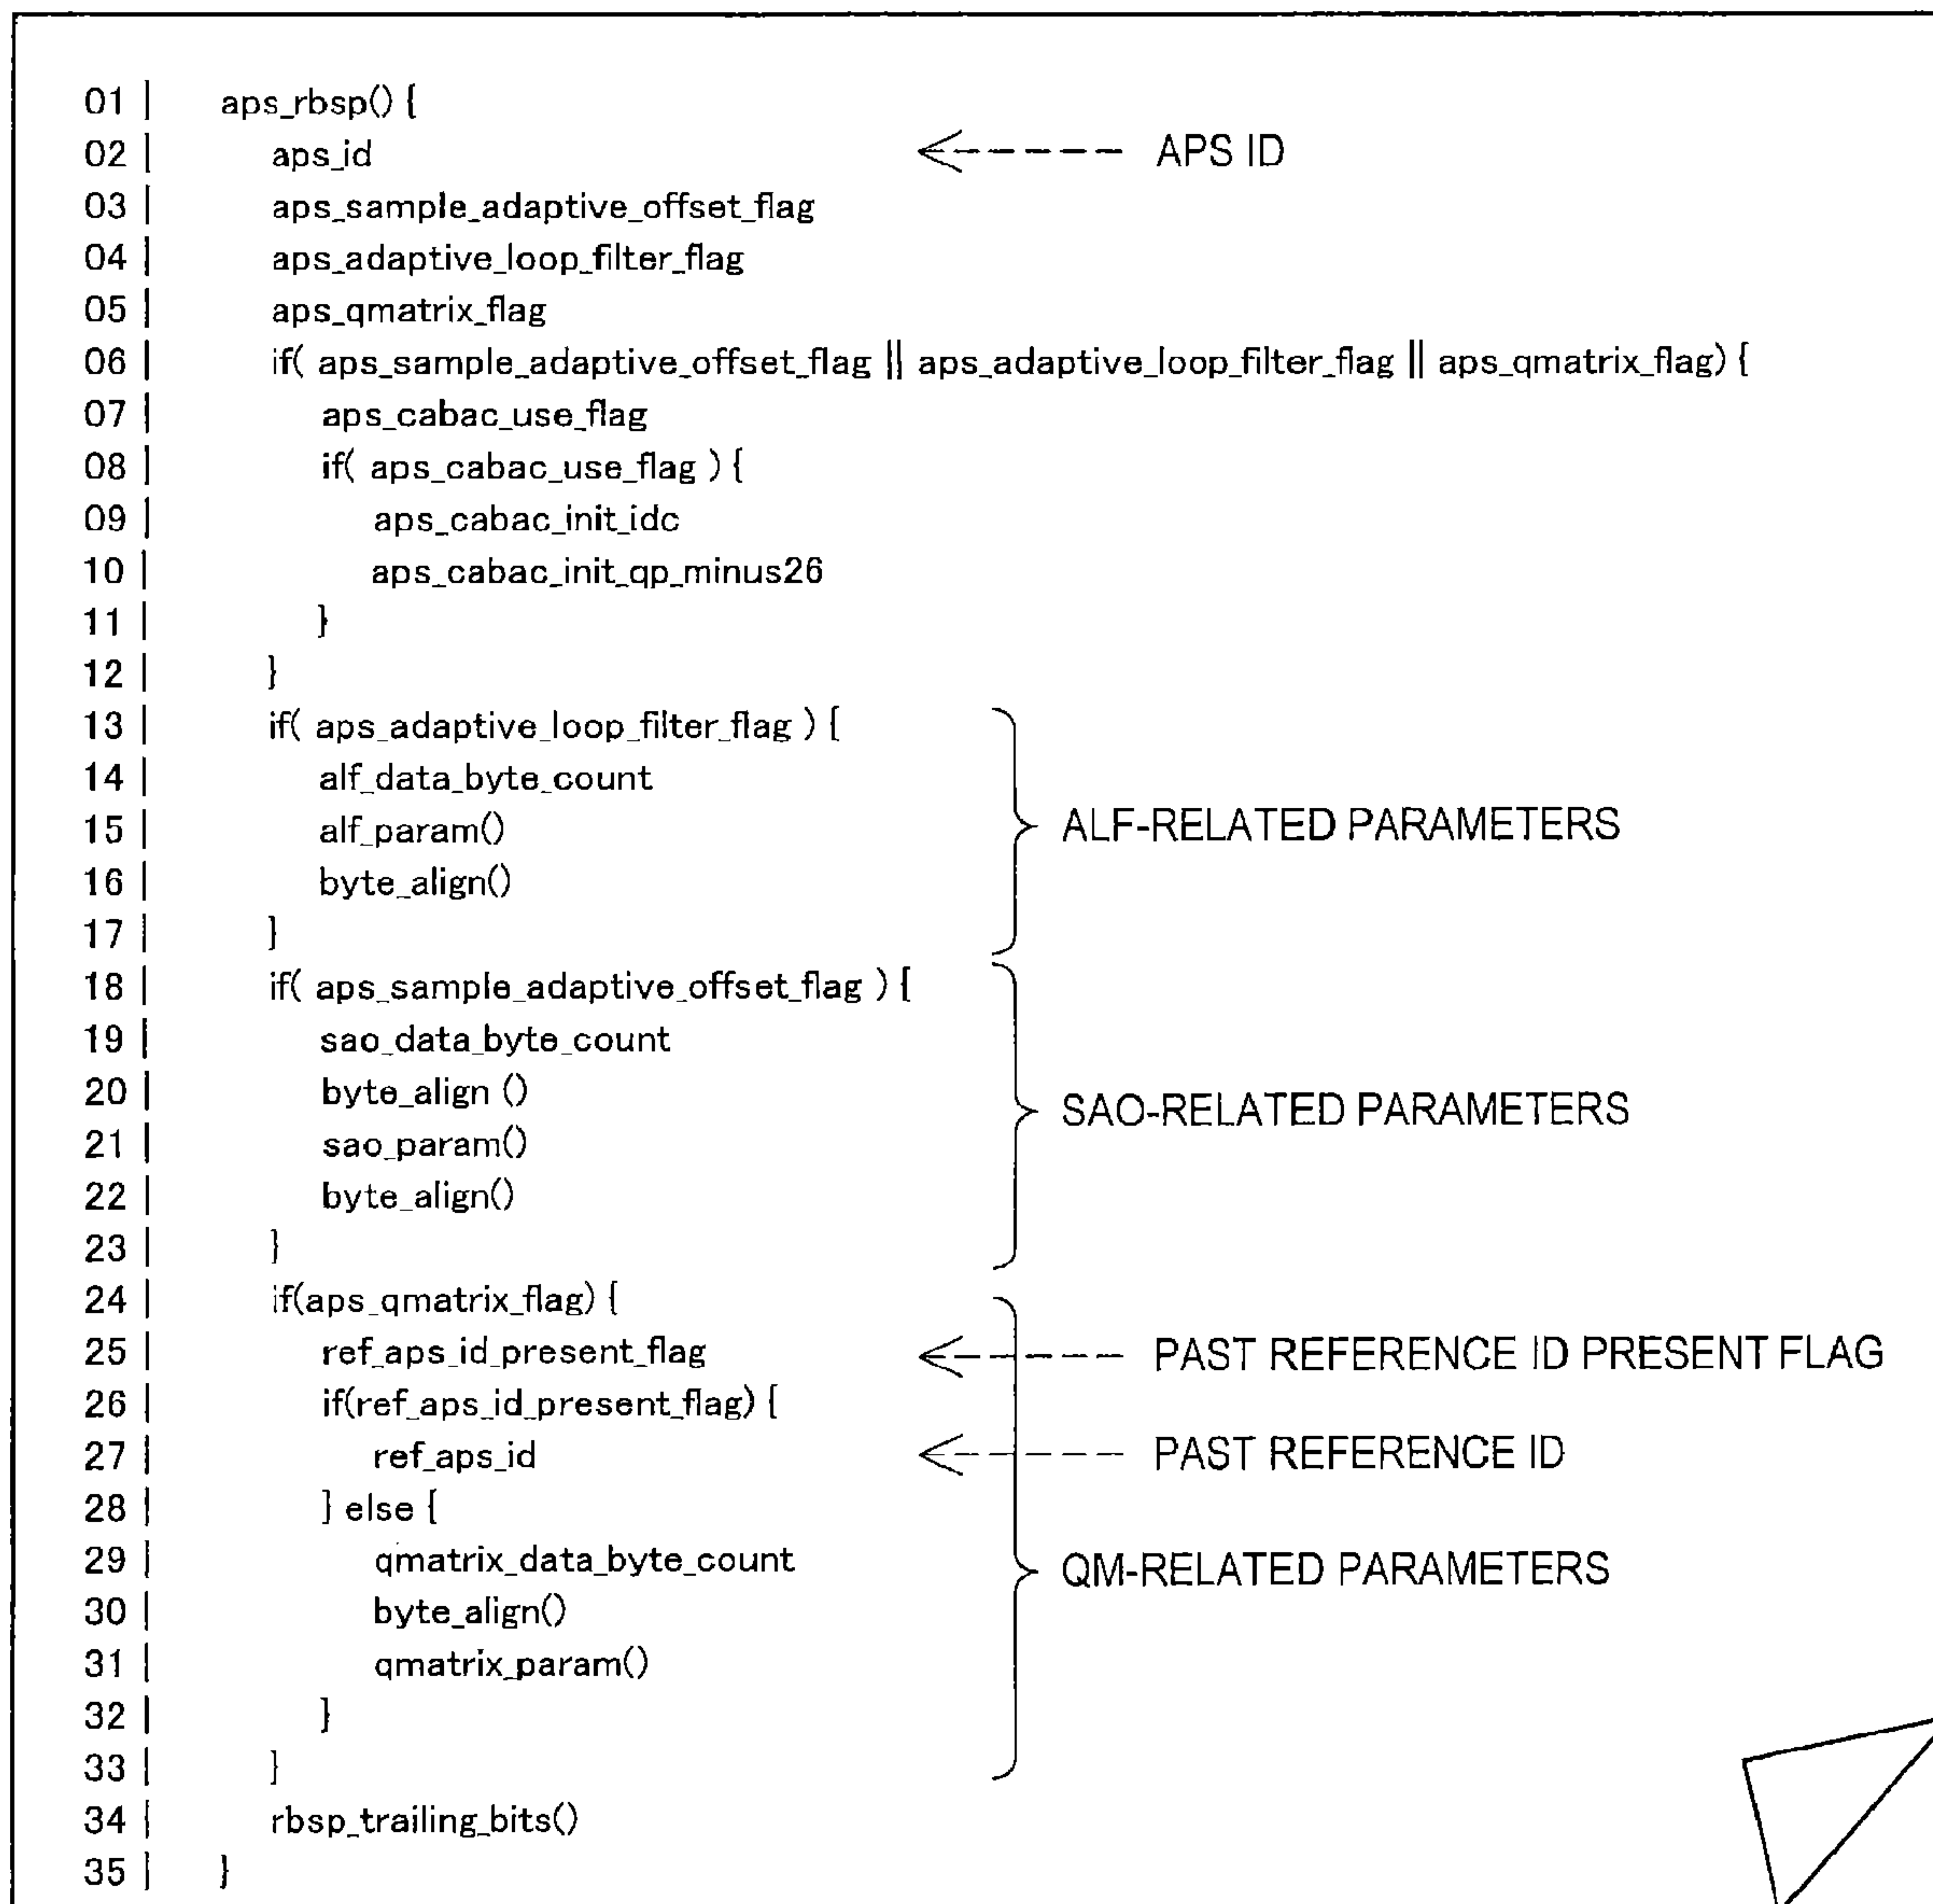 01 | aps_rbsp() {
02 | aps_id <----- APS ID
03 | aps_sample_adaptive_offset_flag
04 | aps_adaptive_loop_filter_flag
05 | aps_qmatrix_flag
06 | if( aps_sample_adaptive_offset_flag || aps_adaptive_loop_filter_flag || aps_qmatrix_flag) {
07 | aps_cabac_use_flag
08 | if( aps_cabac_use_flag ) {
09 | aps_cabac_init_idc
10 | aps_cabac_init_qp_minus26
11 | }
12 | }
13 | if( aps_adaptive_loop_filter_flag ) {
14 | alf_data_byte_count
15 | alf_param() ALF-RELATED PARAMETERS
16 | byte_align()
17 | }
18 | if( aps_sample_adaptive_offset_flag ) {
19 | sao_data_byte_count
20 | byte_align () SAO-RELATED PARAMETERS
21 | sao_param()
22 | byte_align()
23 | }
24 | if(aps_qmatrix_flag) {
25 | ref_aps_id_present_flag <----- PAST REFERENCE ID PRESENT FLAG
26 | if(ref_aps_id_present_flag) {
27 | ref_aps_id <----- PAST REFERENCE ID
28 | } else {
29 | qmatrix_data_byte_count QM-RELATED PARAMETERS
30 | byte_align()
31 | qmatrix_param()
32 | }
33 | }
34 | rbsp_trailing_bits()
35 | }